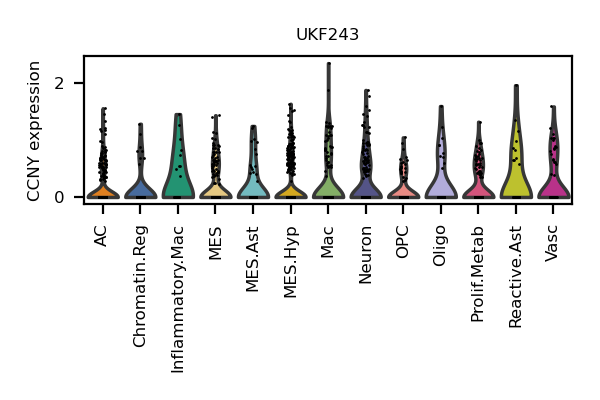 UKF243
CCNY expression
2
0
AC
Chromatin.Reg
Inflammatory.Mac
MES
MES.Ast
MES.Hyp
Mac
Neuron
OPC
Oligo
Prolif.Metab
Reactive.Ast
Vasc